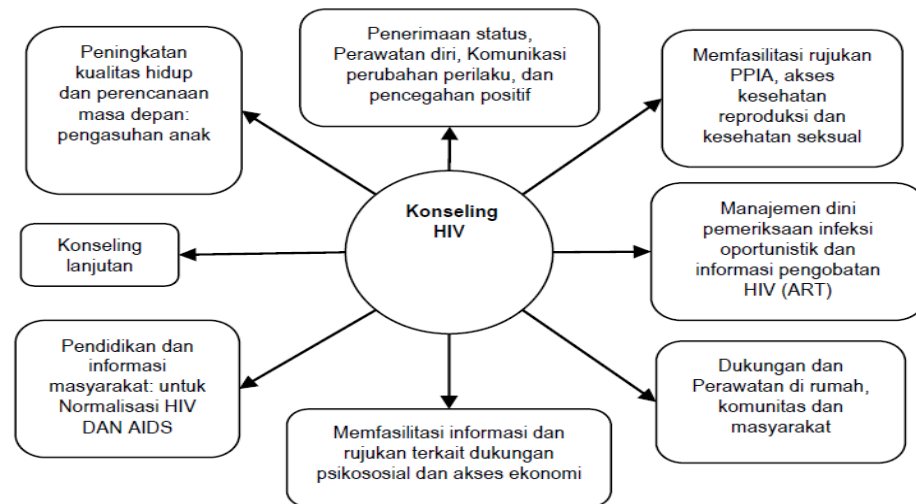 Peningkatan
kualitas hidup
dan perencanaan
masa depan:
pengasuhan anak
Penerimaan status,
Perawatan diri, Komunikasi
perubahan perilaku, dan
pencegahan positif
Memfasilitasi rujukan
PPIA, akses
kesehatan
reproduksi dan
kesehatan seksual
Konseling
HIV
Konseling
lanjutan
Manajemen dini
pemeriksaan infeksi
oportunistik dan
informasi pengobatan
HIV (ART)
Pendidikan dan
informasi
masyarakat: untuk
Normalisasi HIV
DAN AIDS
Memfasilitasi informasi dan
rujukan terkait dukungan
psikososial dan akses ekonomi
Dukungan dan
Perawatan di rumah,
komunitas dan
masyarakat